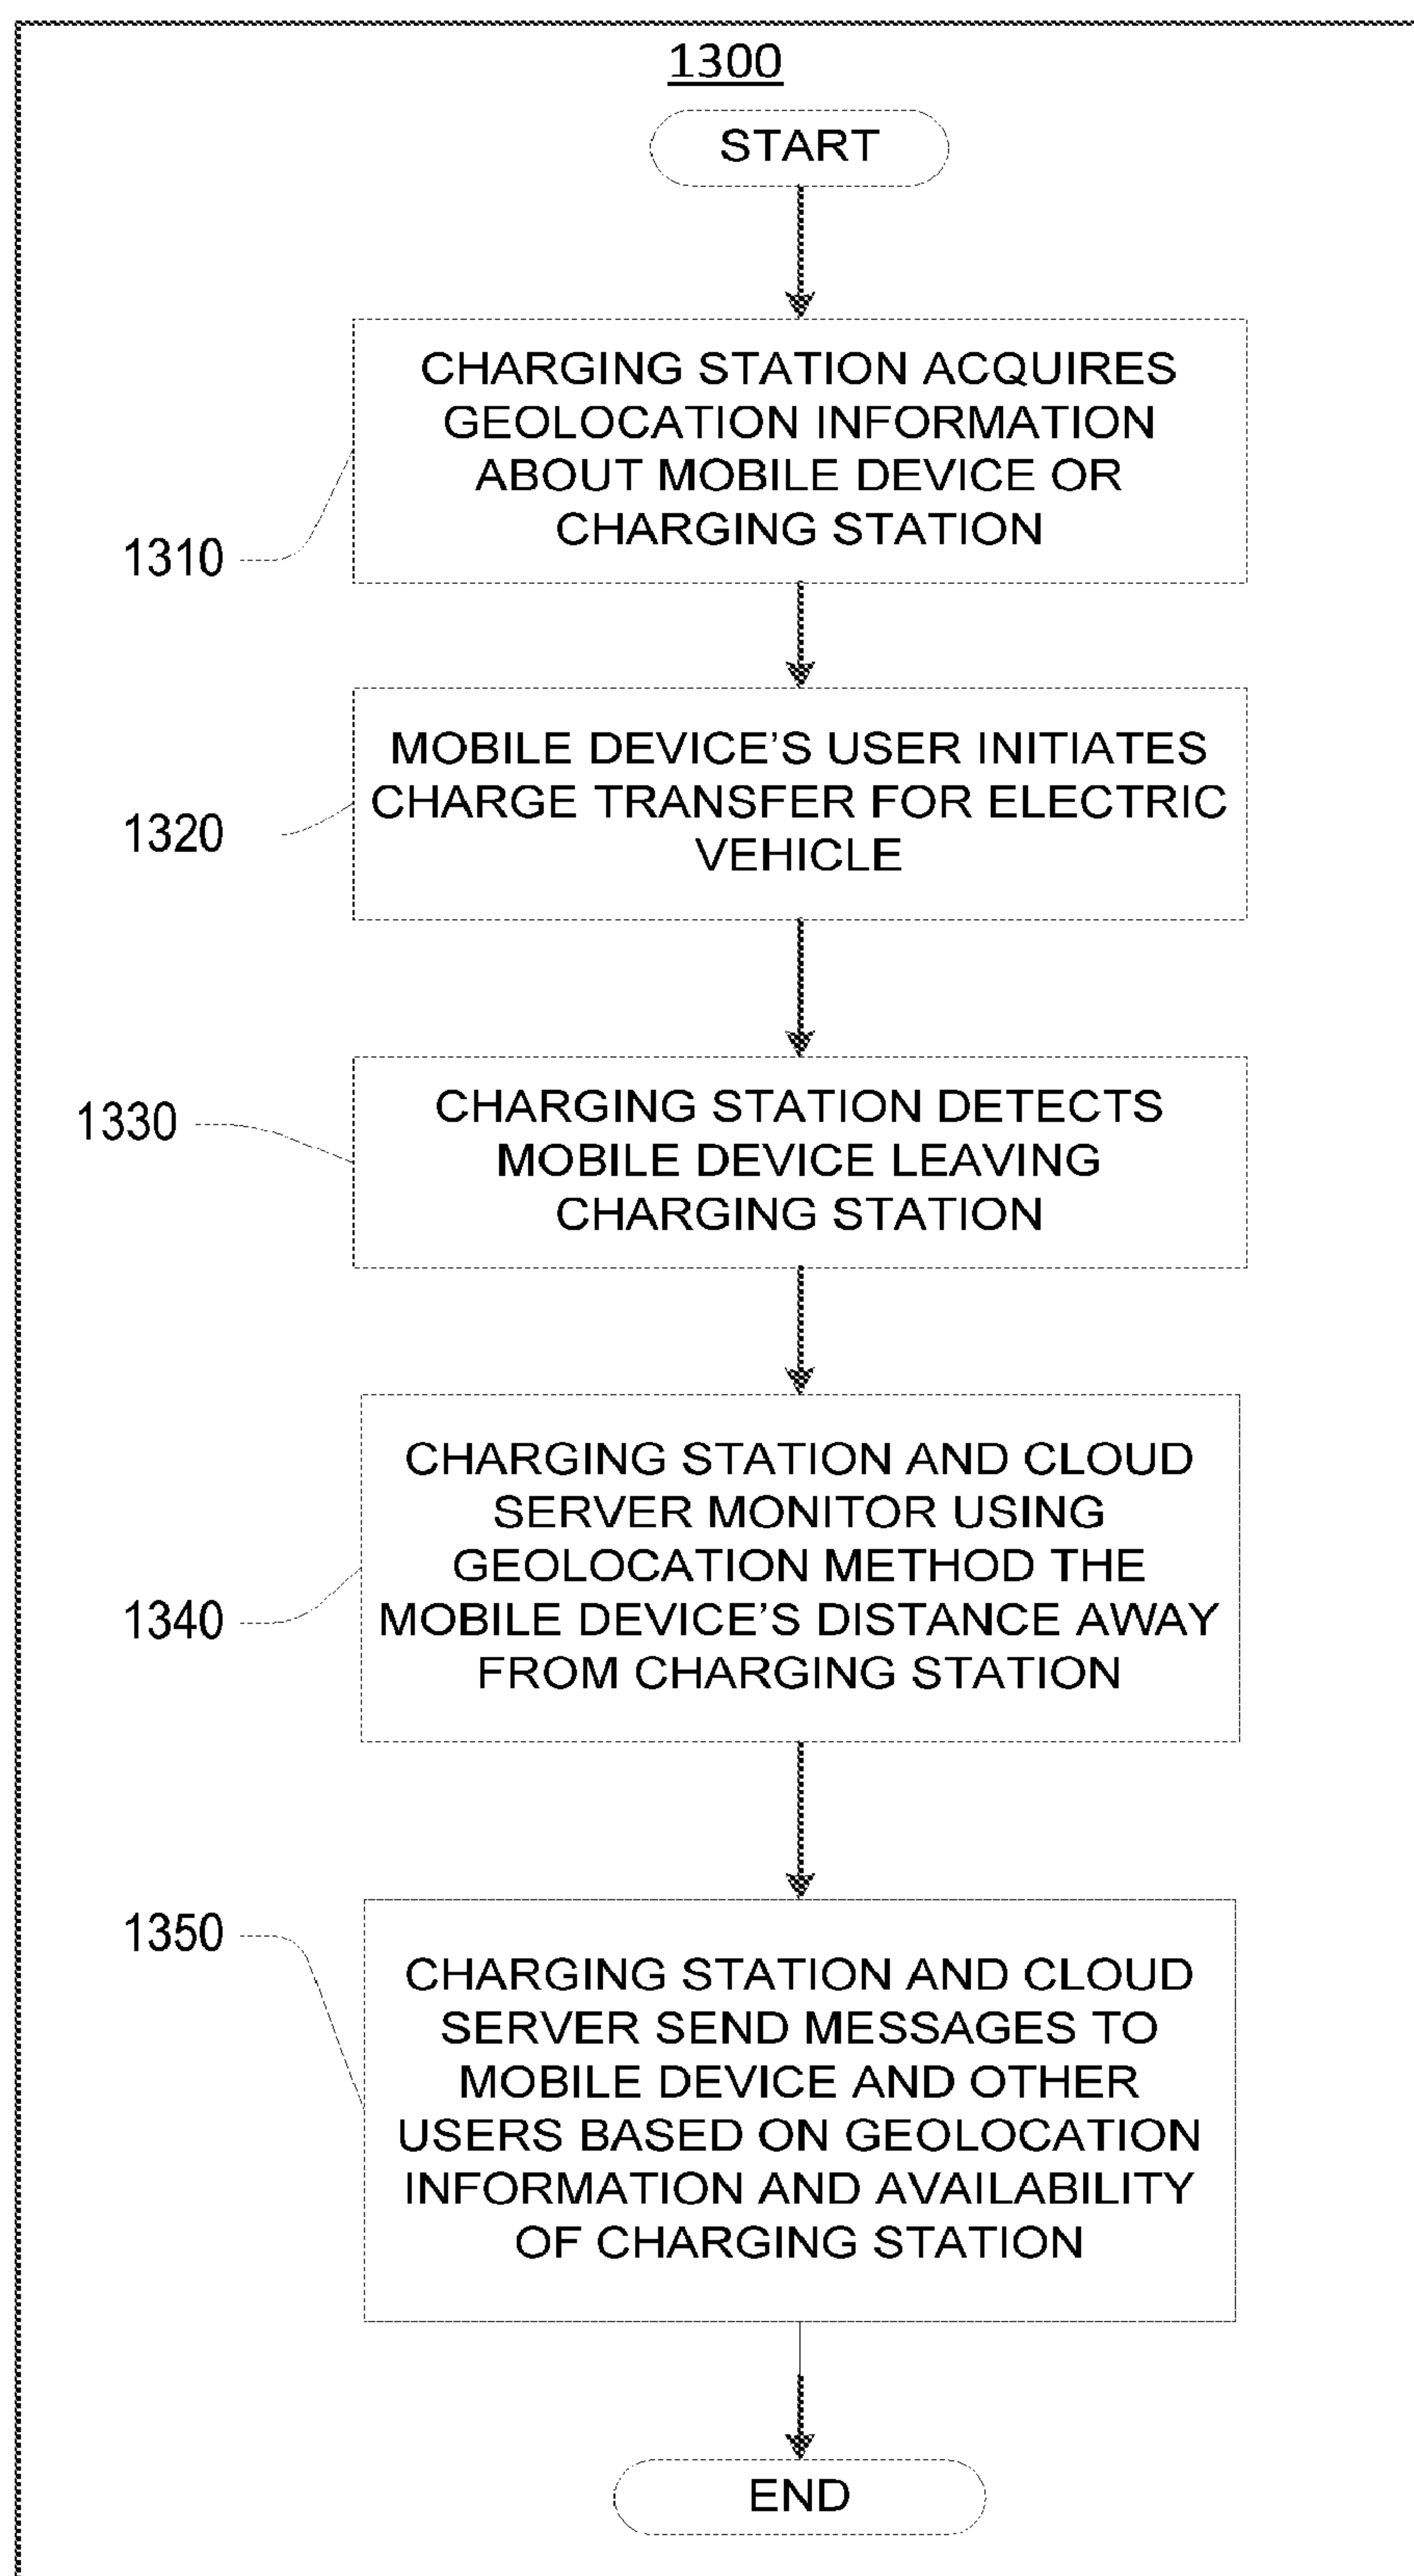 1300
START
CHARGING STATION ACQUIRES
GEOLOCATION INFORMATION
ABOUT MOBILE DEVICE OR
CHARGING STATION
1310
MOBILE DEVICE’S USER INITIATES
CHARGE TRANSFER FOR ELECTRIC
VEHICLE
1320
CHARGING STATION DETECTS
MOBILE DEVICE LEAVING
CHARGING STATION
1330
CHARGING STATION AND CLOUD
SERVER MONITOR USING
GEOLOCATION METHOD THE
MOBILE DEVICE’S DISTANCE AWAY
FROM CHARGING STATION
1340
CHARGING STATION AND CLOUD
SERVER SEND MESSAGES TO
MOBILE DEVICE AND OTHER
USERS BASED ON GEOLOCATION
INFORMATION AND AVAILABILITY
OF CHARGING STATION
1350
END